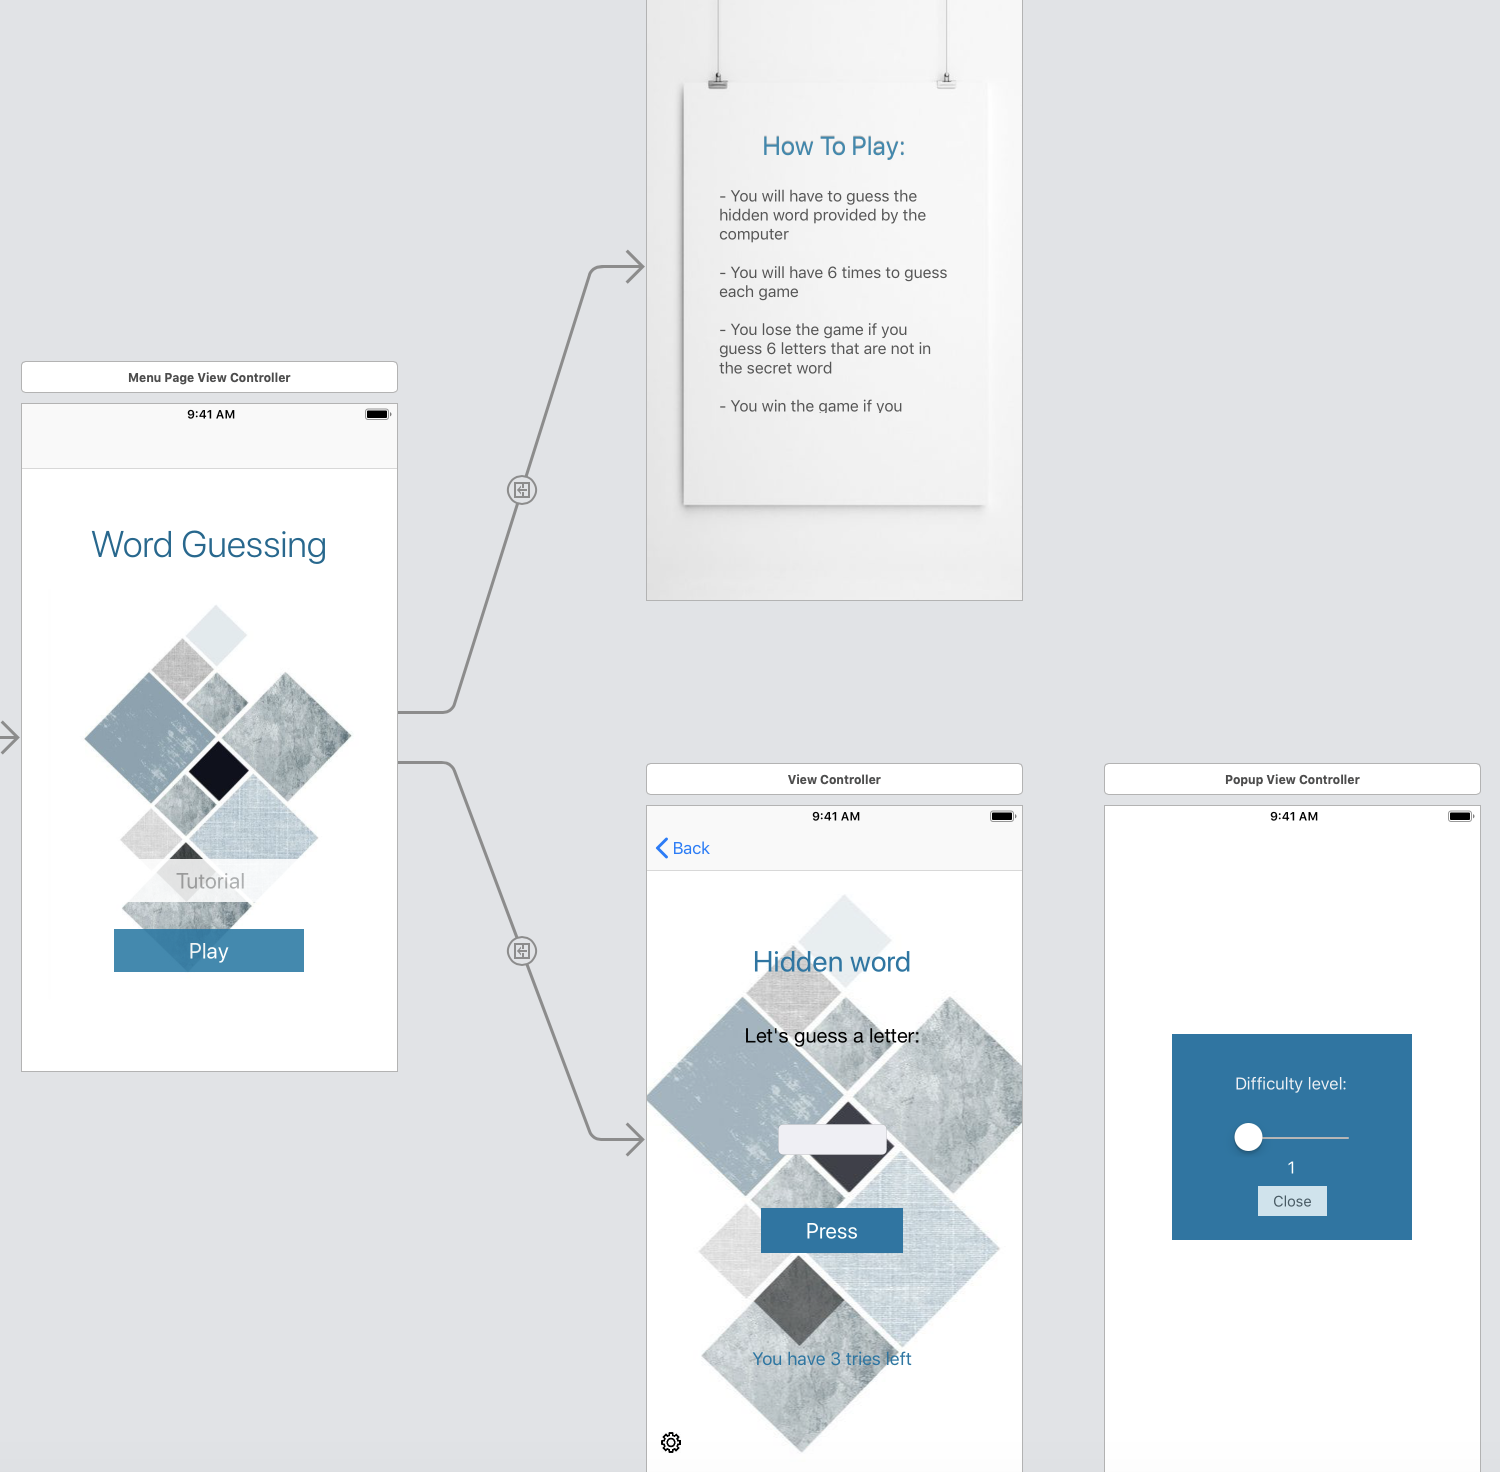 How To Play:
- You will have to guess the
hidden word provided by the
computer
- You will have 6 times to guess
each game
- You lose the game if you
guess 6 letters that are not in
the secret word
- You win the game if you
Menu Page View Controller
9:41 AM
Word Guessing
Tutorial
Play
View Controller
9:41 AM
Back
Hidden word
Let's guess a letter:
Press
You have 3 tries left
Popup View Controller
9:41 AM
Difficulty level:
1
Close